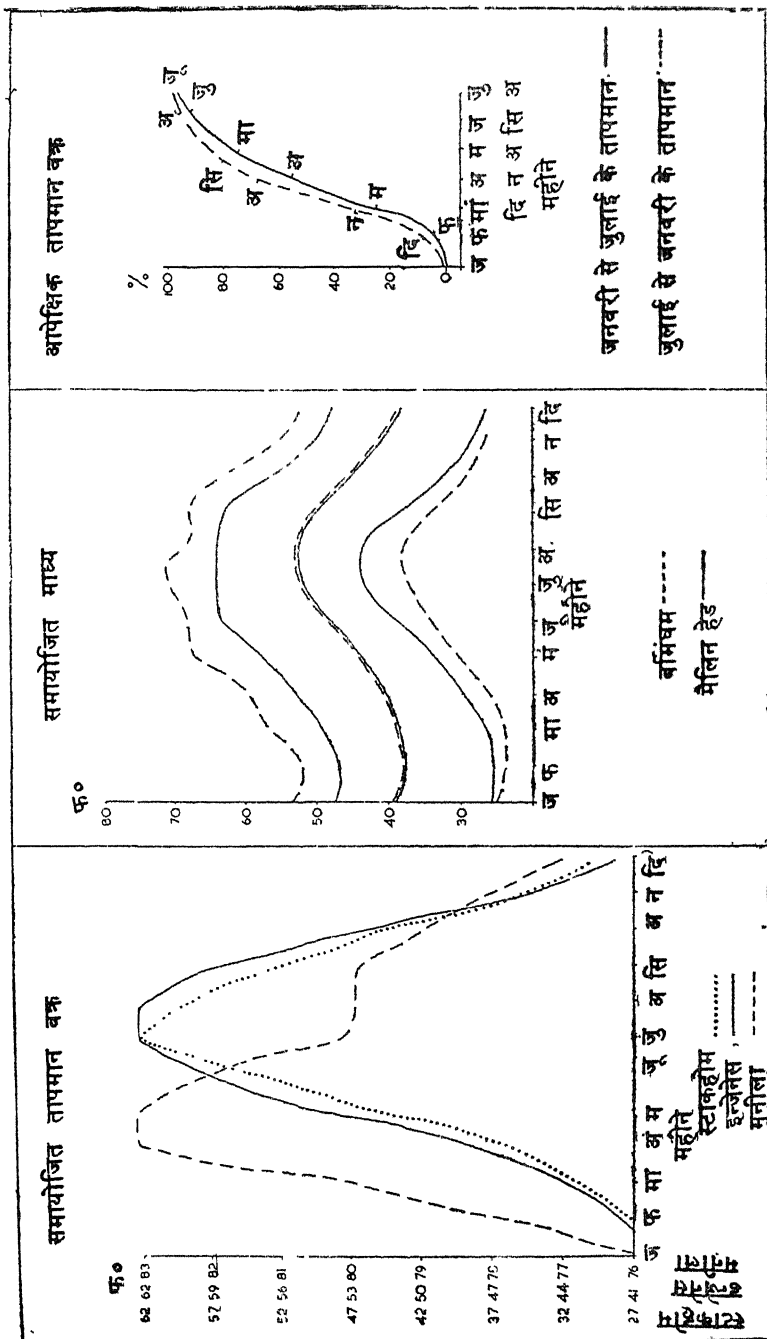 समायोजित तापमान वक्र
फ०
62 62 83
57 59 82
52 56 81
47 53 80
42 50 79
37 47 78
32 44 77
27 41 76
स्टाकहोम
मनीला
ज फ मा अ म जू जु अ सि अ न दि
महीने
स्टाकहोम ........
इन्जेनेस , ———
मनीला -----
समायोजित माध्य
फ०
80
70
60
50
40
30
ज फ मा अ मं जू जु अ. सि अ न दि
महीने
बर्मिंघम -----
मैलिन हेड ———
आपेक्षिक तापमान वक्र
%
100
80
60
40
20
0
अ जू
जु
सि मा
अ अ
न म
दि फ
ज फ मा अ म ज जु
दि न अ सि अ
महीने
जनवरी से जुलाई के तापमान ———
जुलाई से जनवरी के तापमान -----